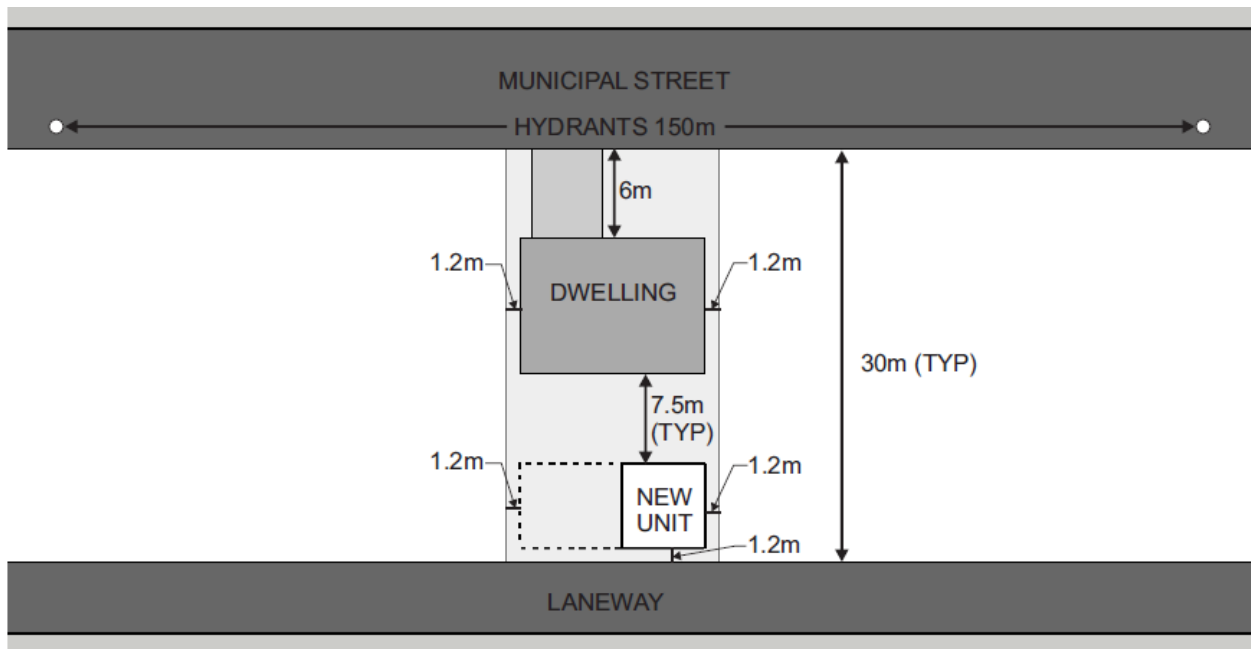 MUNICIPAL STREET
HYDRANTS 150m
6m
1.2m
1.2m
DWELLING
30m (TYP)
7.5m
(TYP)
1.2m
1.2m
NEW
UNIT
1.2m
LANEWAY